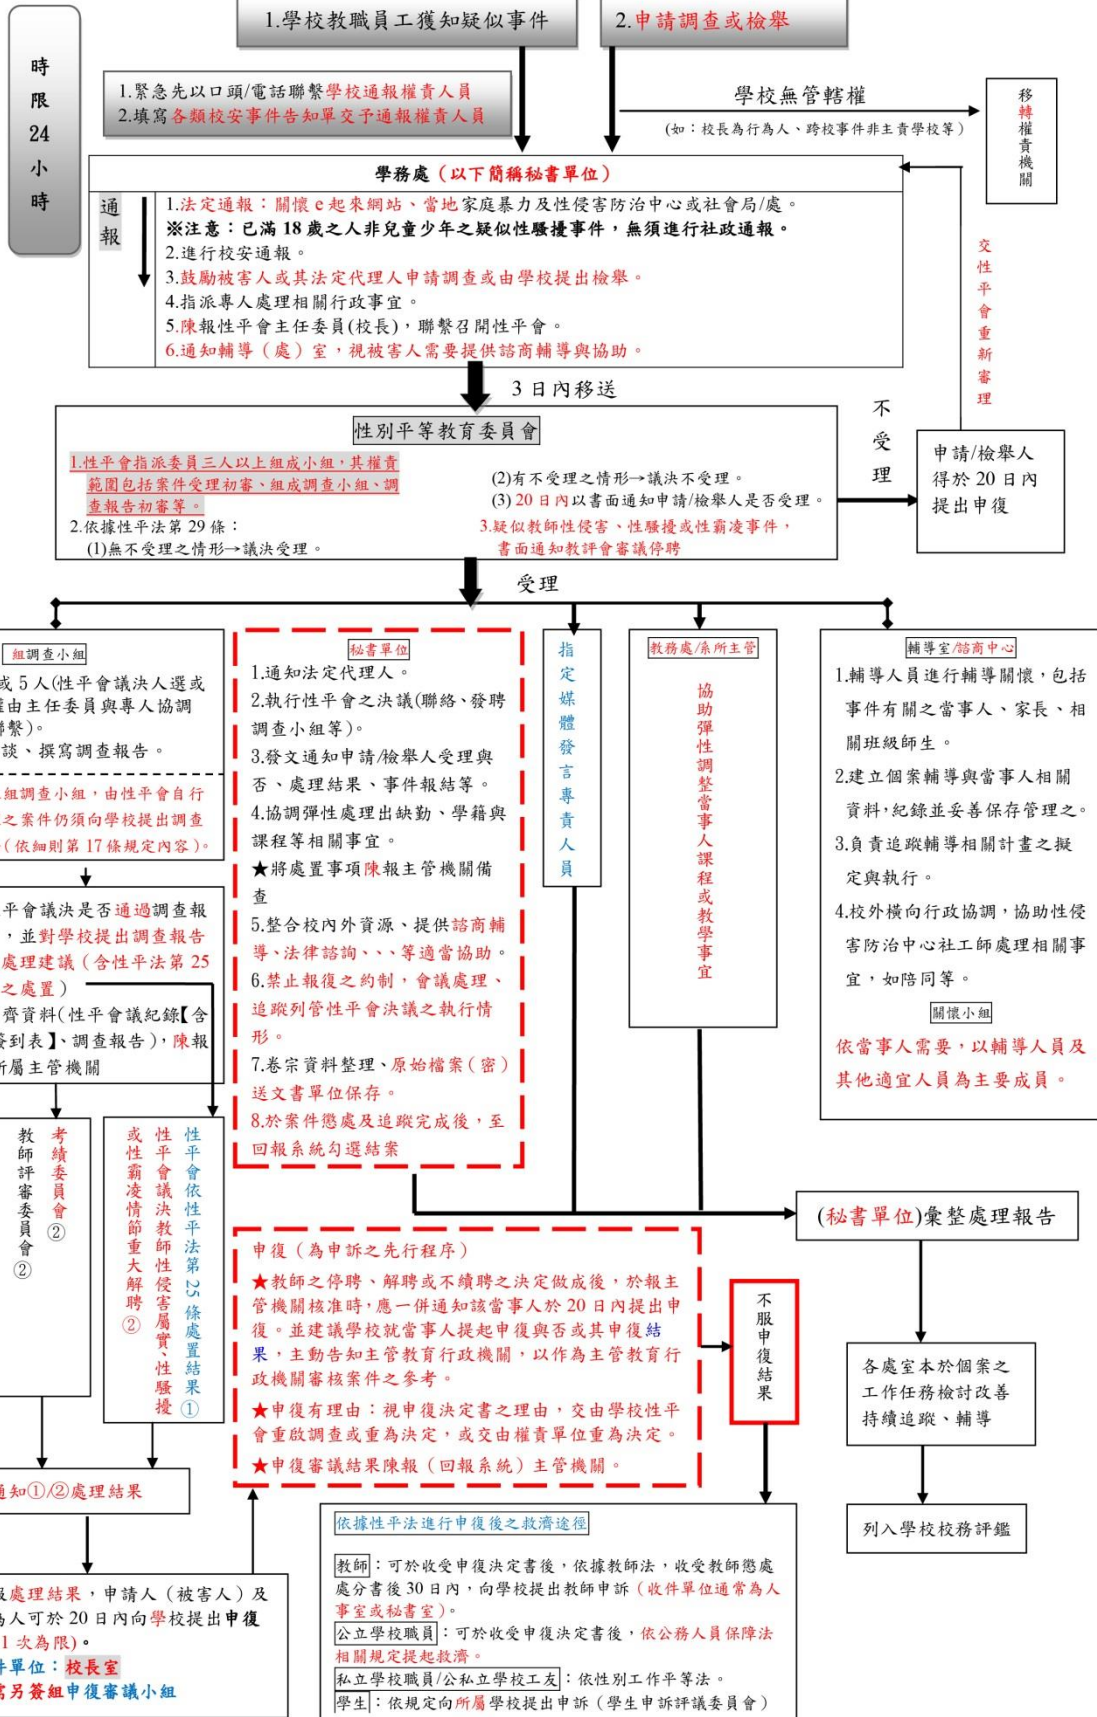 1.學校教職員工獲知疑似事件
2.申請調查或檢舉
時限24小時
1.緊急先以口頭/電話聯繫學校通報權責人員
2.填寫各類校安事件告知單交予通報權責人員
學校無管轄權
(如：校長為行為人、跨校事件非主責學校等)
移轉權責機關
學務處（以下簡稱秘書單位）
通報
1.法定通報：關懷 e 起來網站、當地家庭暴力及性侵害防治中心或社會局/處。
※注意：已滿 18 歲之人非兒童少年之疑似性騷擾事件，無須進行社政通報。
2.進行校安通報。
3.鼓勵被害人或其法定代理人申請調查或由學校提出檢舉。
4.指派專人處理相關行政事宜。
5.陳報性平會主任委員(校長)，聯繫召開性平會。
6.通知輔導（處）室，視被害人需要提供諮商輔導與協助。
交性平會重新審理
3 日內移送
性別平等教育委員會
1.性平會指派委員三人以上組成小組，其權責
範圍包括案件受理初審、組成調查小組、調
查報告初審等。
2.依據性平法第 29 條：
(1)無不受理之情形→議決受理。
(2)有不受理之情形→議決不受理。
(3) 20 日內以書面通知申請/檢舉人是否受理。
3.疑似教師性侵害、性騷擾或性霸凌事件，
書面通知教評會審議停聘
不受理
申請/檢舉人
得於 20 日內
提出申復
受理
組調查小組
或 5 人(性平會議決人選或
權由主任委員與專人協調
聯繫)。
談、撰寫調查報告。
組調查小組，由性平會自行
之案件仍須向學校提出調查
(依細則第 17 條規定內容)。
平會議決是否通過調查報
，並對學校提出調查報告
處理建議（含性平法第 25
之處置）
齊資料(性平會議紀錄【含
簽到表】、調查報告)，陳報
所屬主管機關
考績委員會②
教師評審委員會②
性平會依性平法第 25 條處置結果①
性平會議決教師性侵害屬實、性騷擾
或性霸凌情節重大解聘②
通知①/②處理結果
報處理結果，申請人（被害人）及
為人可於 20 日內向學校提出申復
1 次為限)。
件單位：校長室
需另簽組申復審議小組
秘書單位
1.通知法定代理人。
2.執行性平會之決議(聯絡、發聘
調查小組等)。
3.發文通知申請/檢舉人受理與
否、處理結果、事件報結等。
4.協調彈性處理出缺勤、學籍與
課程等相關事宜。
★將處置事項陳報主管機關備
查
5.整合校內外資源、提供諮商輔
導、法律諮詢、、、等適當協助。
6.禁止報復之約制，會議處理、
追蹤列管性平會決議之執行情
形。
7.卷宗資料整理、原始檔案（密）
送文書單位保存。
8.於案件懲處及追蹤完成後，至
回報系統勾選結案
指定媒體發言專責人員
教務處/系所主管
協助彈性調整當事人課程或教學事宜
輔導室/諮商中心
1.輔導人員進行輔導關懷，包括
事件有關之當事人、家長、相
關班級師生。
2.建立個案輔導與當事人相關
資料，紀錄並妥善保存管理之。
3.負責追蹤輔導相關計畫之擬
定與執行。
4.校外橫向行政協調，協助性侵
害防治中心社工師處理相關事
宜，如陪同等。
關懷小組
依當事人需要，以輔導人員及
其他適宜人員為主要成員。
(秘書單位)彙整處理報告
申復（為申訴之先行程序）
★教師之停聘、解聘或不續聘之決定做成後，於報主
管機關核准時，應一併通知該當事人於 20 日內提出申
復。並建議學校就當事人提起申復與否或其申復結
果，主動告知主管教育行政機關，以作為主管教育行
政機關審核案件之參考。
★申復有理由：視申復決定書之理由，交由學校性平
會重啟調查或重為決定，或交由權責單位重為決定。
★申復審議結果陳報（回報系統）主管機關。
不服申復結果
各處室本於個案之
工作任務檢討改善
持續追蹤、輔導
列入學校校務評鑑
依據性平法進行申復後之救濟途徑
教師：可於收受申復決定書後，依據教師法，收受教師懲處
處分書後 30 日內，向學校提出教師申訴（收件單位通常為人
事室或秘書室)。
公立學校職員：可於收受申復決定書後，依公務人員保障法
相關規定提起救濟。
私立學校職員/公私立學校工友：依性別工作平等法。
學生：依規定向所屬學校提出申訴（學生申訴評議委員會）